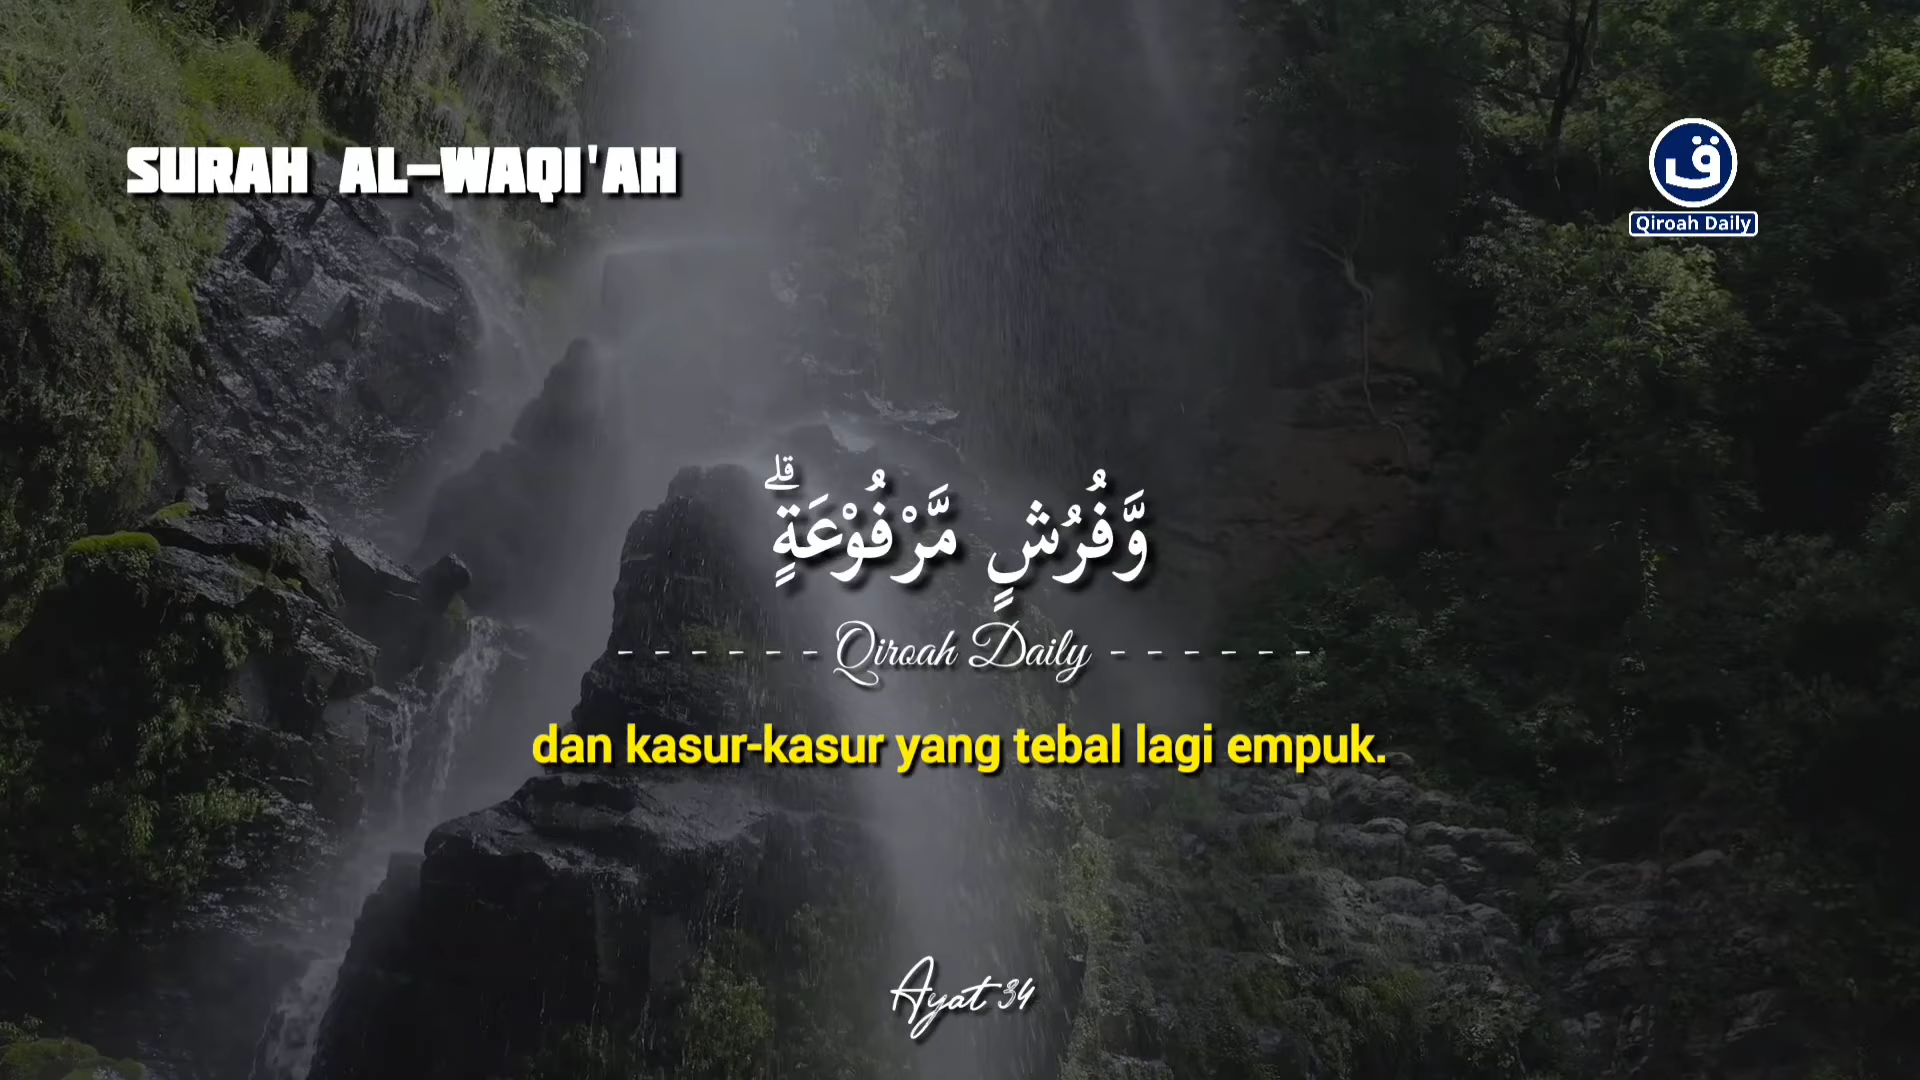 SURAH AL-WAQI'AH
ق
Qiroah Daily
وَّفُرُشٍ مَّرْفُوْعَةٍۗ
- - - - - - Qiroah Daily - - - - - -
dan kasur-kasur yang tebal lagi empuk.
Ayat 34